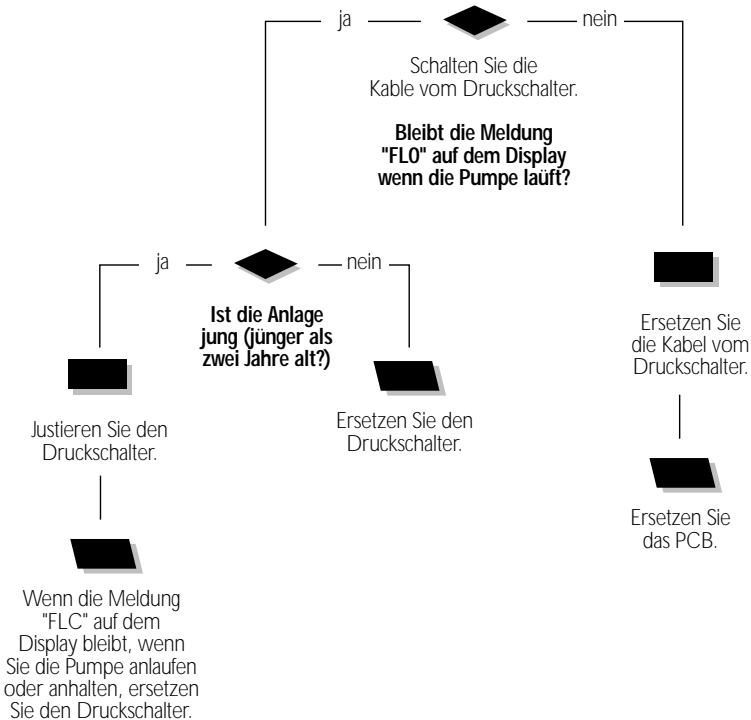 ja
nein
Schalten Sie die
Kable vom Druckschalter.
Bleibt die Meldung
"FLO" auf dem Display
wenn die Pumpe laüft?
ja
nein
Ist die Anlage
jung (jünger als
zwei Jahre alt?)
Ersetzen Sie
die Kabel vom
Druckschalter.
Justieren Sie den
Druckschalter.
Ersetzen Sie den
Druckschalter.
Ersetzen Sie
das PCB.
Wenn die Meldung
"FLC" auf dem
Display bleibt, wenn
Sie die Pumpe anlaufen
oder anhalten, ersetzen
Sie den Druckschalter.